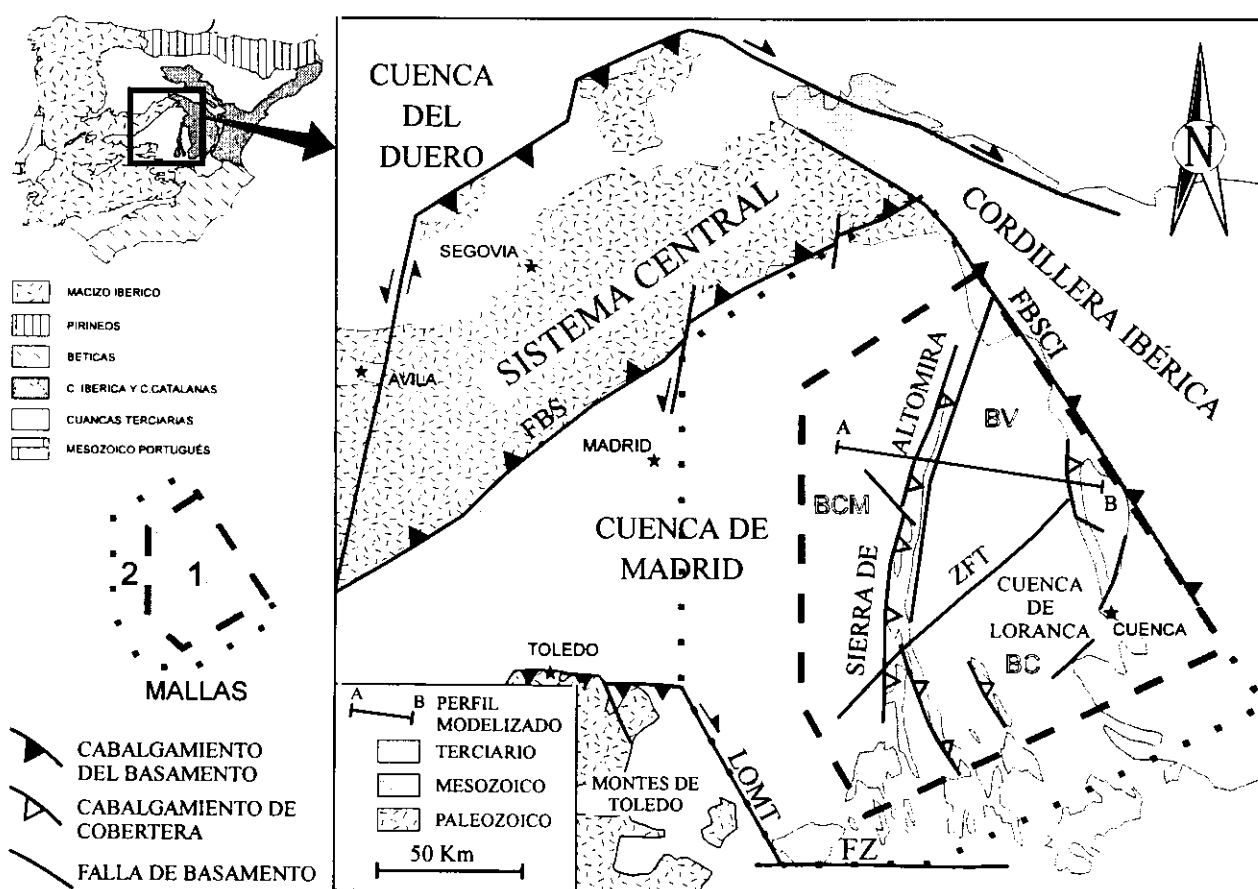 MACIZO IBERICO
PIRINEOS
BETICAS
C. IBERICA Y C.CATALANAS
CUANCAS TERCIARIAS
MESOZOICO PORTUGUÉS
2
1
MALLAS
CABALGAMIENTO
DEL BASAMENTO
CABALGAMIENTO DE
COBERTERA
FALLA DE BASAMENTO
CUENCA
DEL
DUERO
N
SEGOVIA
SISTEMA CENTRAL
CORDILLERA IBÉRICA
FBSCI
AVILA
FBS
MADRID
SIERRA DE ALTOMIRA
BV
A
B
BCM
CUENCA DE
MADRID
ZFT
CUENCA
DE
LORANCA
CUENCA
BC
TOLEDO
LOMT
MONTES DE
TOLEDO
FZ
A
B
PERFIL
MODELIZADO
TERCIARIO
MESOZOICO
PALEOZOICO
50 Km